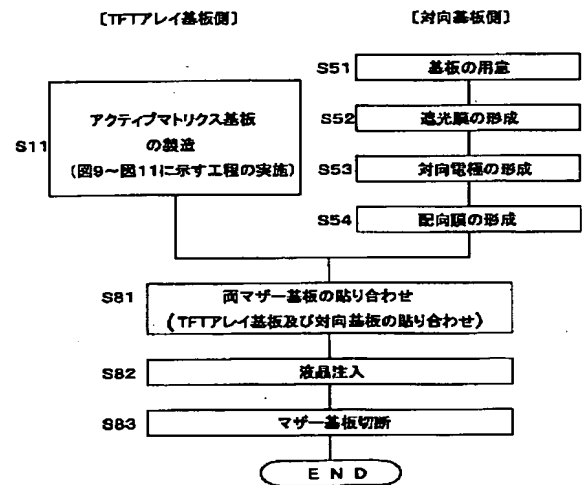 〔TFTアレイ基板側〕
〔対向基板側〕
S11
アクティブマトリクス基板
の製造
(図9～図11に示す工程の実施)
S51
基板の用意
S52
遮光膜の形成
S53
対向電極の形成
S54
配向膜の形成
S81
両マザー基板の貼り合わせ
(TFTアレイ基板及び対向基板の貼り合わせ)
S82
液晶注入
S83
マザー基板切断
END